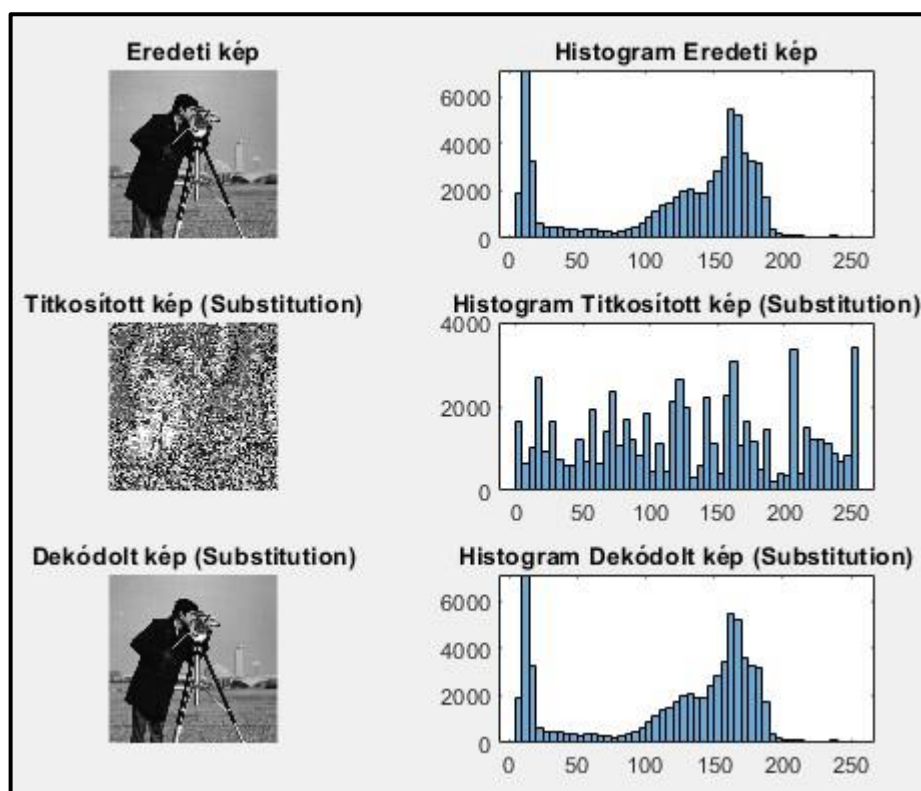 Eredeti kép
Histogram Eredeti kép
6000
4000
2000
0
0 50 100 150 200 250
Titkosított kép (Substitution)
Histogram Titkosított kép (Substitution)
4000
2000
0
0 50 100 150 200 250
Dekódolt kép (Substitution)
Histogram Dekódolt kép (Substitution)
6000
4000
2000
0
0 50 100 150 200 250